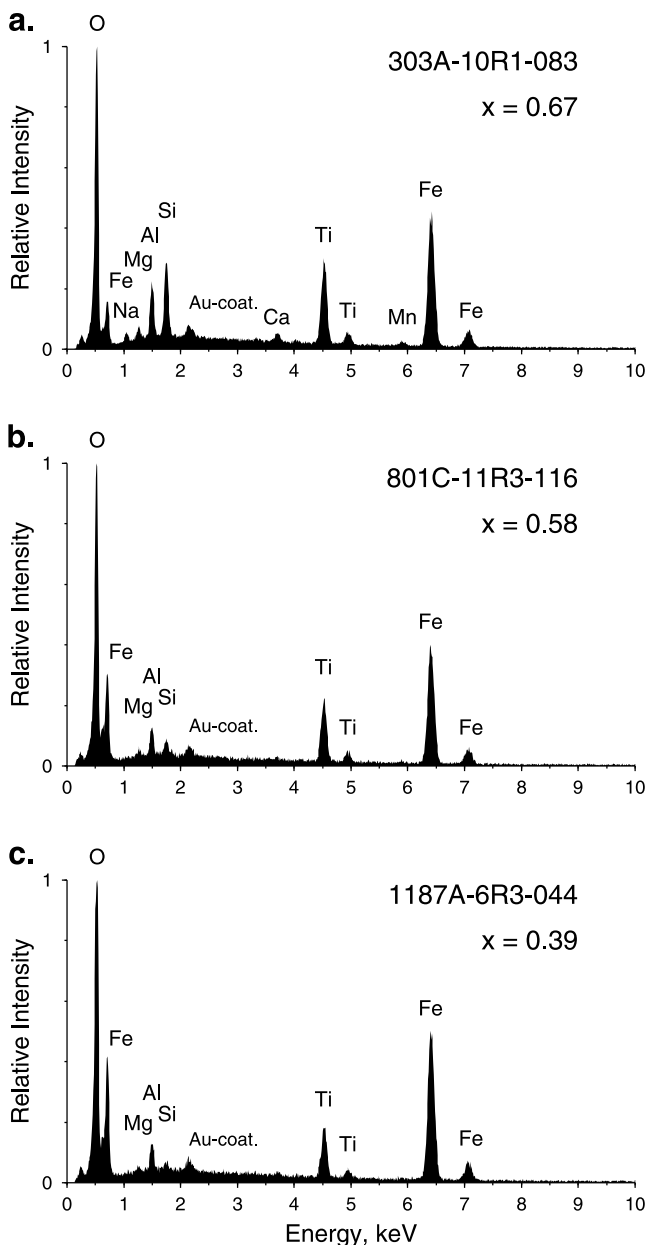 a.
O
1
303A-10R1-083
x = 0.67
Relative Intensity
Fe
Si
Al
Ti
Mg
Fe
Na
Au-coat.
Ca
Ti
Mn
Fe
0
0 1 2 3 4 5 6 7 8 9 10
b.
O
1
801C-11R3-116
x = 0.58
Relative Intensity
Fe
Fe
Al
Ti
Mg
Si
Au-coat.
Ti
Fe
0
0 1 2 3 4 5 6 7 8 9 10
c.
O
1
1187A-6R3-044
x = 0.39
Relative Intensity
Fe
Fe
Al
Ti
Mg
Si
Au-coat.
Ti
Fe
0
0 1 2 3 4 5 6 7 8 9 10
Energy, keV